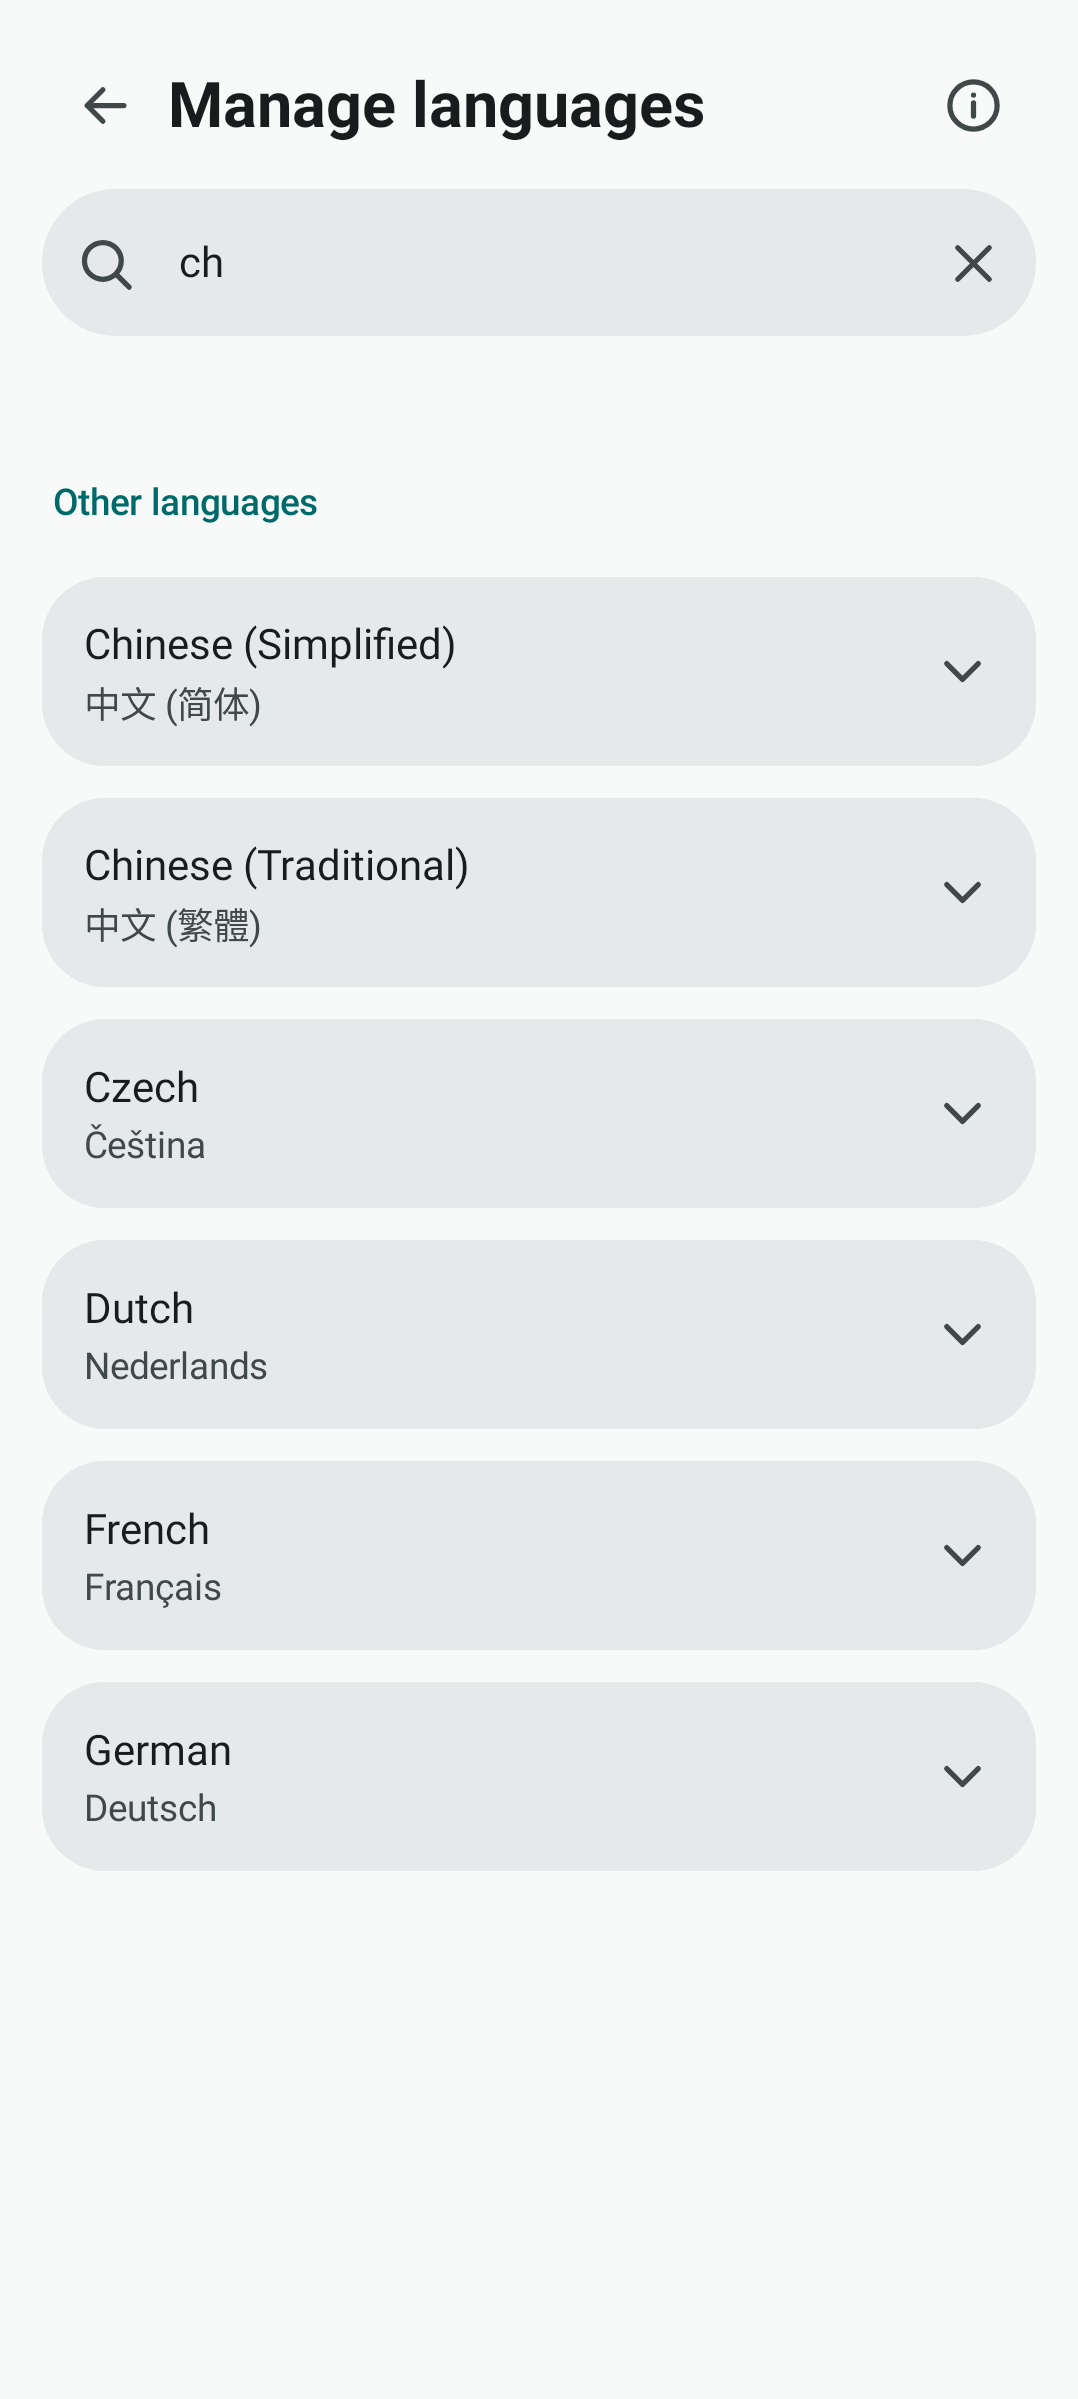 Manage languages
ch
Other languages
Chinese (Simplified)
中文 (简体)
Chinese (Traditional)
中文 (繁體)
Czech
Čeština
Dutch
Nederlands
French
Français
German
Deutsch